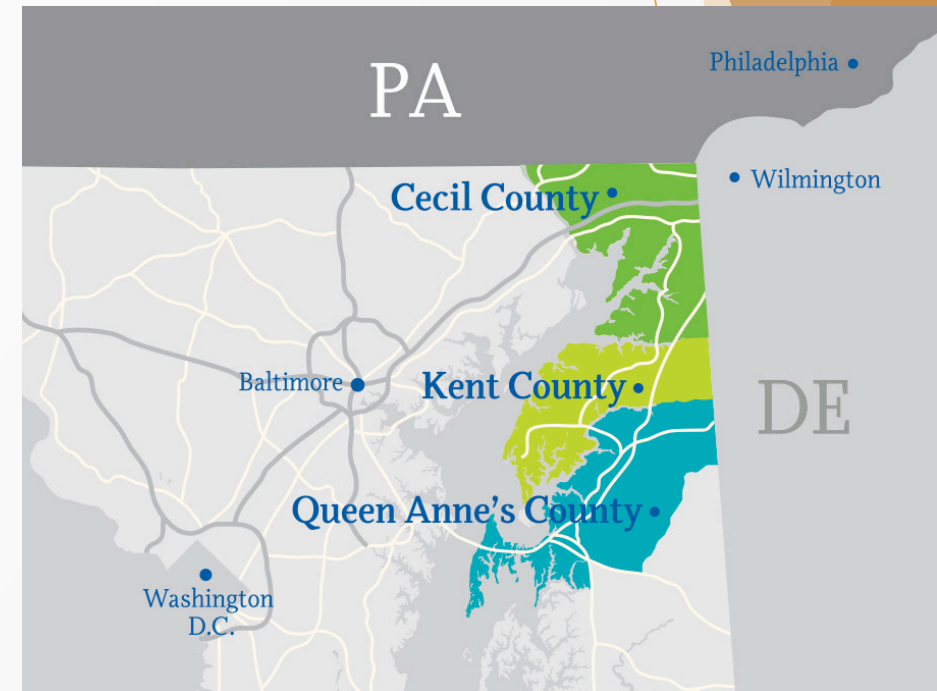 PA
Philadelphia
Cecil County
Wilmington
Baltimore
Kent County
DE
Queen Anne's County
Washington
D.C.